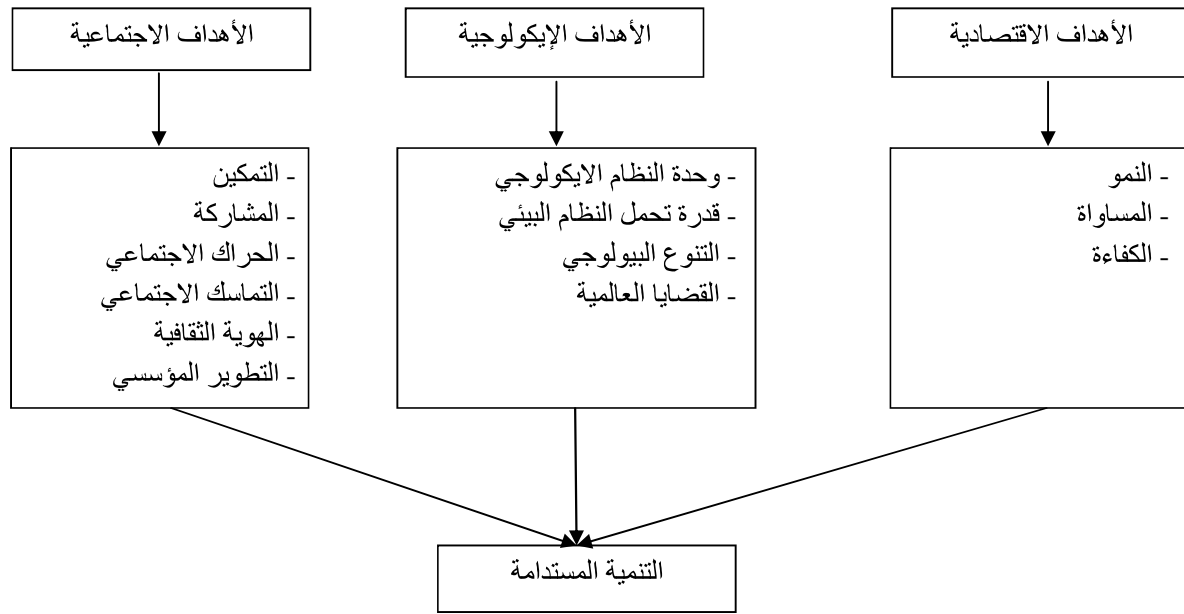 الأهداف الاقتصادية
- النمو
- المساواة
- الكفاءة
الأهداف الإيكولوجية
- وحدة النظام الايكولوجي
- قدرة تحمل النظام البيئي
- التنوع البيولوجي
- القضايا العالمية
الأهداف الاجتماعية
- التمكين
- المشاركة
- الحراك الاجتماعي
- التماسك الاجتماعي
- الهوية الثقافية
- التطوير المؤسسي
التنمية المستدامة